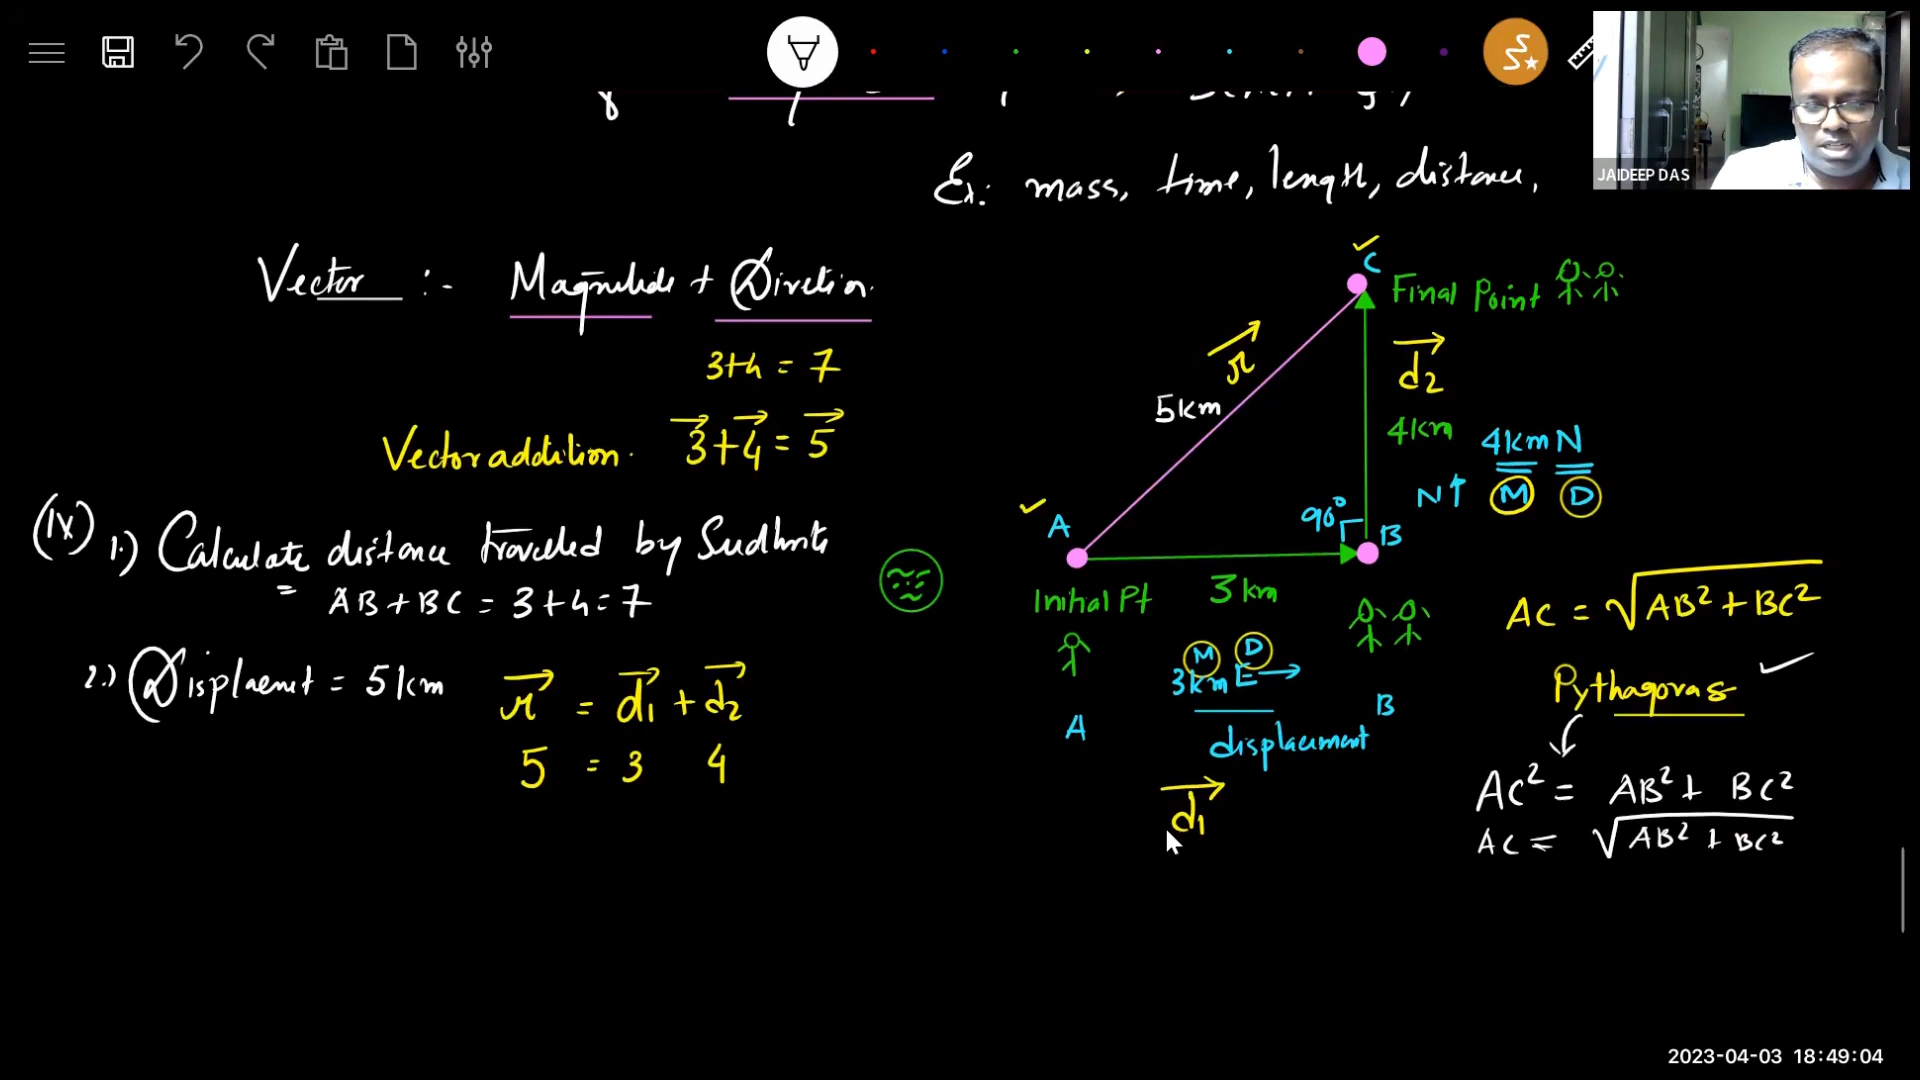 Ex: mass, time, length, distance,
JAIDEEP DAS
Vector :- Magnitude + Direction.
3+4 = 7
Vector addition. 3+4 = 5
(IX) 1.) Calculate distance travelled by
= AB + BC = 3+4 = 7
2.) Displacemet = 5 km
r = d1 + d2
5 = 3 4
C
Final Point
r
5km
d2
4km
4km N
N↑ M D
A
90°
B
Initial Pt
3 km
M D
3km E→
A
B
displacement
d1
AC = √AB² + BC²
Pythagoras
AC² = AB² + BC²
AC = √AB² + BC²
2023-04-03 18:49:04